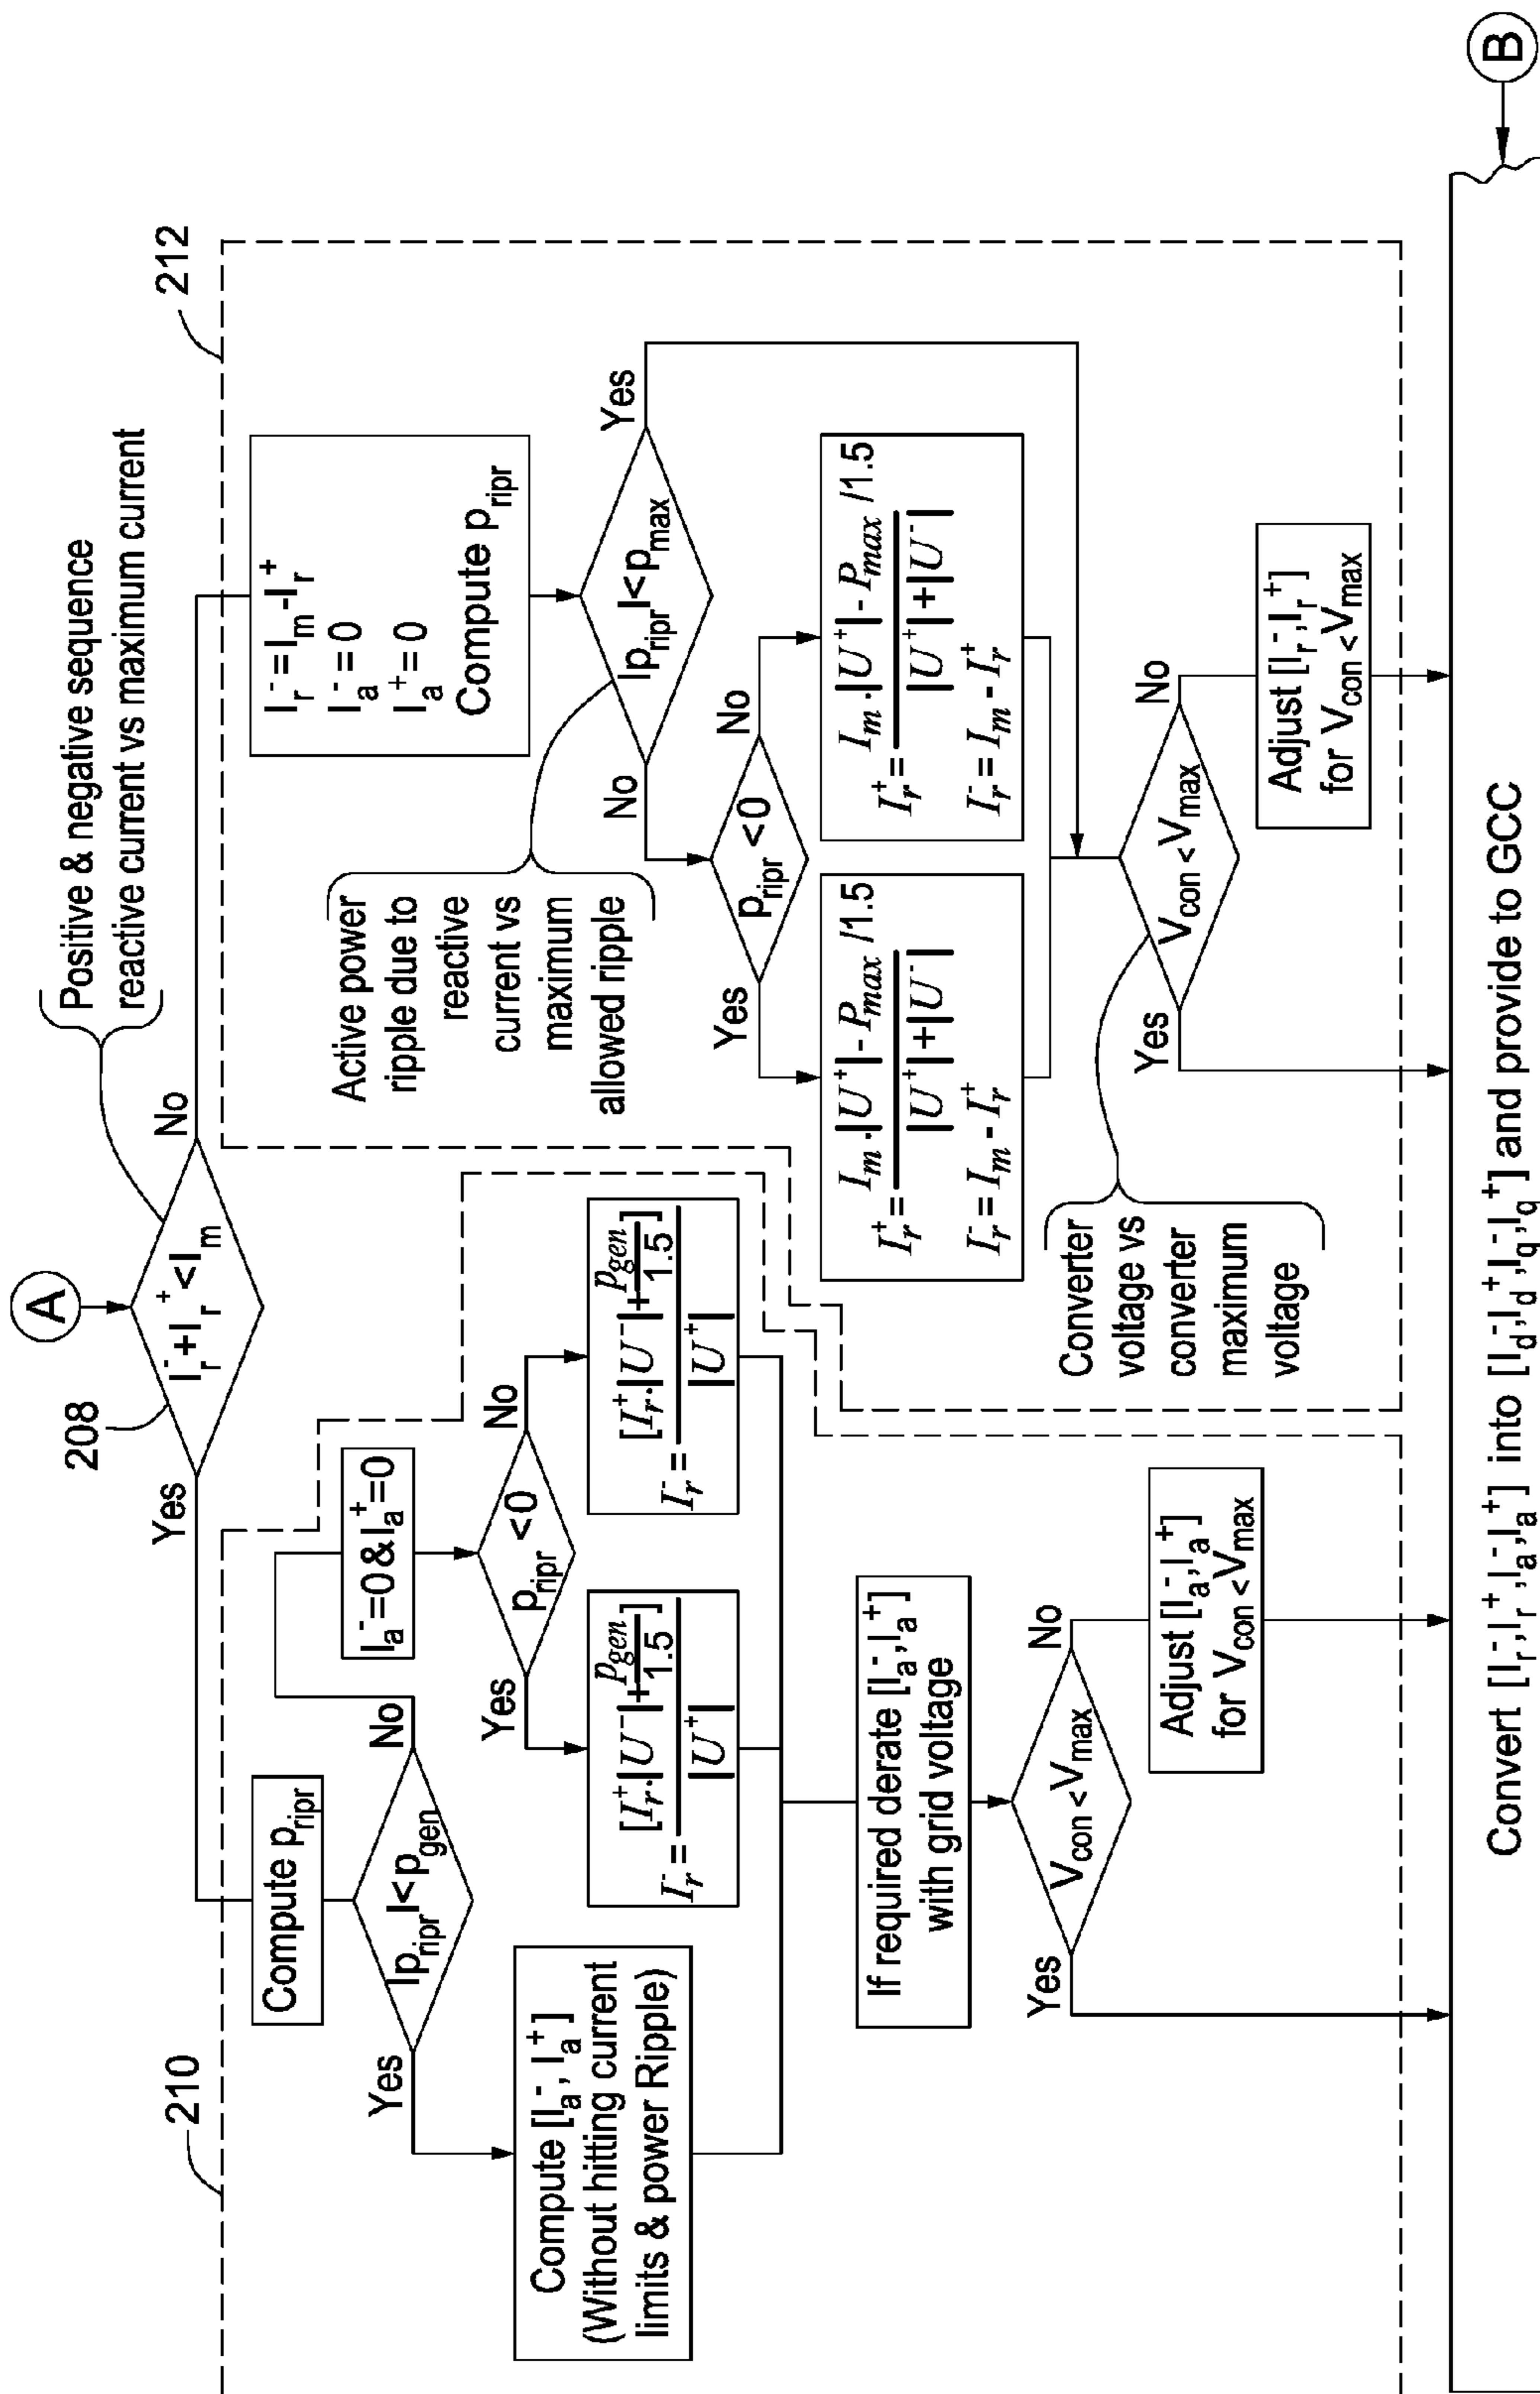 A
208
I_r^- + I_r^+ < I_m
Positive & negative sequence
reactive current vs maximum current
Yes
No
210
Compute p_ripr
|p_ripr| < p_gen
Yes
No
Compute [I_a^-, I_a^+]
(Without hitting current
limits & power Ripple)
I_a^- = 0 & I_a^+ = 0
p_ripr < 0
Yes
No
I_r^- = [I_r^+ . |U^-| + p_gen / 1.5] / |U^+|
I_r^- = [I_r^+ . |U^-| + p_gen / 1.5] / |U^+|
If required derate [I_a^-, I_a^+]
with grid voltage
V_con < V_max
Yes
No
Adjust [I_a^-, I_a^+]
for V_con < V_max
212
I_r^- = I_m - I_r^+
I_a^- = 0
I_a^+ = 0
Compute p_ripr
|p_ripr| < p_max
Yes
No
Active power
ripple due to
reactive
current vs
maximum
allowed ripple
p_ripr < 0
Yes
No
I_r^+ = I_m . |U^+| - P_max / 1.5 / |U^+| + |U^-|
I_r^- = I_m - I_r^+
I_r^+ = I_m . |U^+| - P_max / 1.5 / |U^+| + |U^-|
I_r^- = I_m - I_r^+
Converter
voltage vs
converter
maximum
voltage
V_con < V_max
Yes
No
Adjust [I_r^-, I_r^+]
for V_con < V_max
B
Convert [I_r^-, I_r^+, I_a^-, I_a^+] into [I_d^-, I_d^+, I_q^-, I_q^+] and provide to GCC